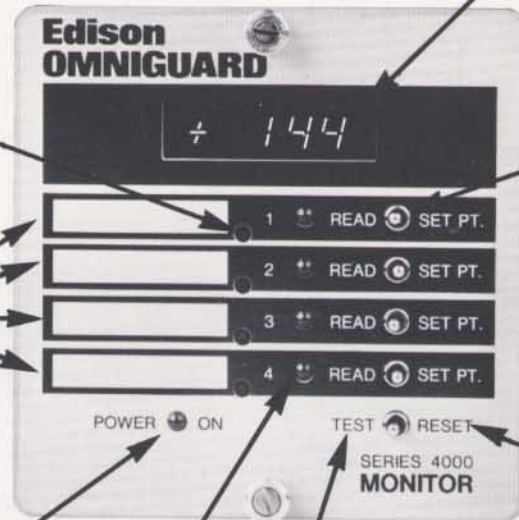 Edison
OMNIGUARD
+ 144
1 READ SET PT.
2 READ SET PT.
3 READ SET PT.
4 READ SET PT.
POWER ON
TEST RESET
SERIES 4000
MONITOR